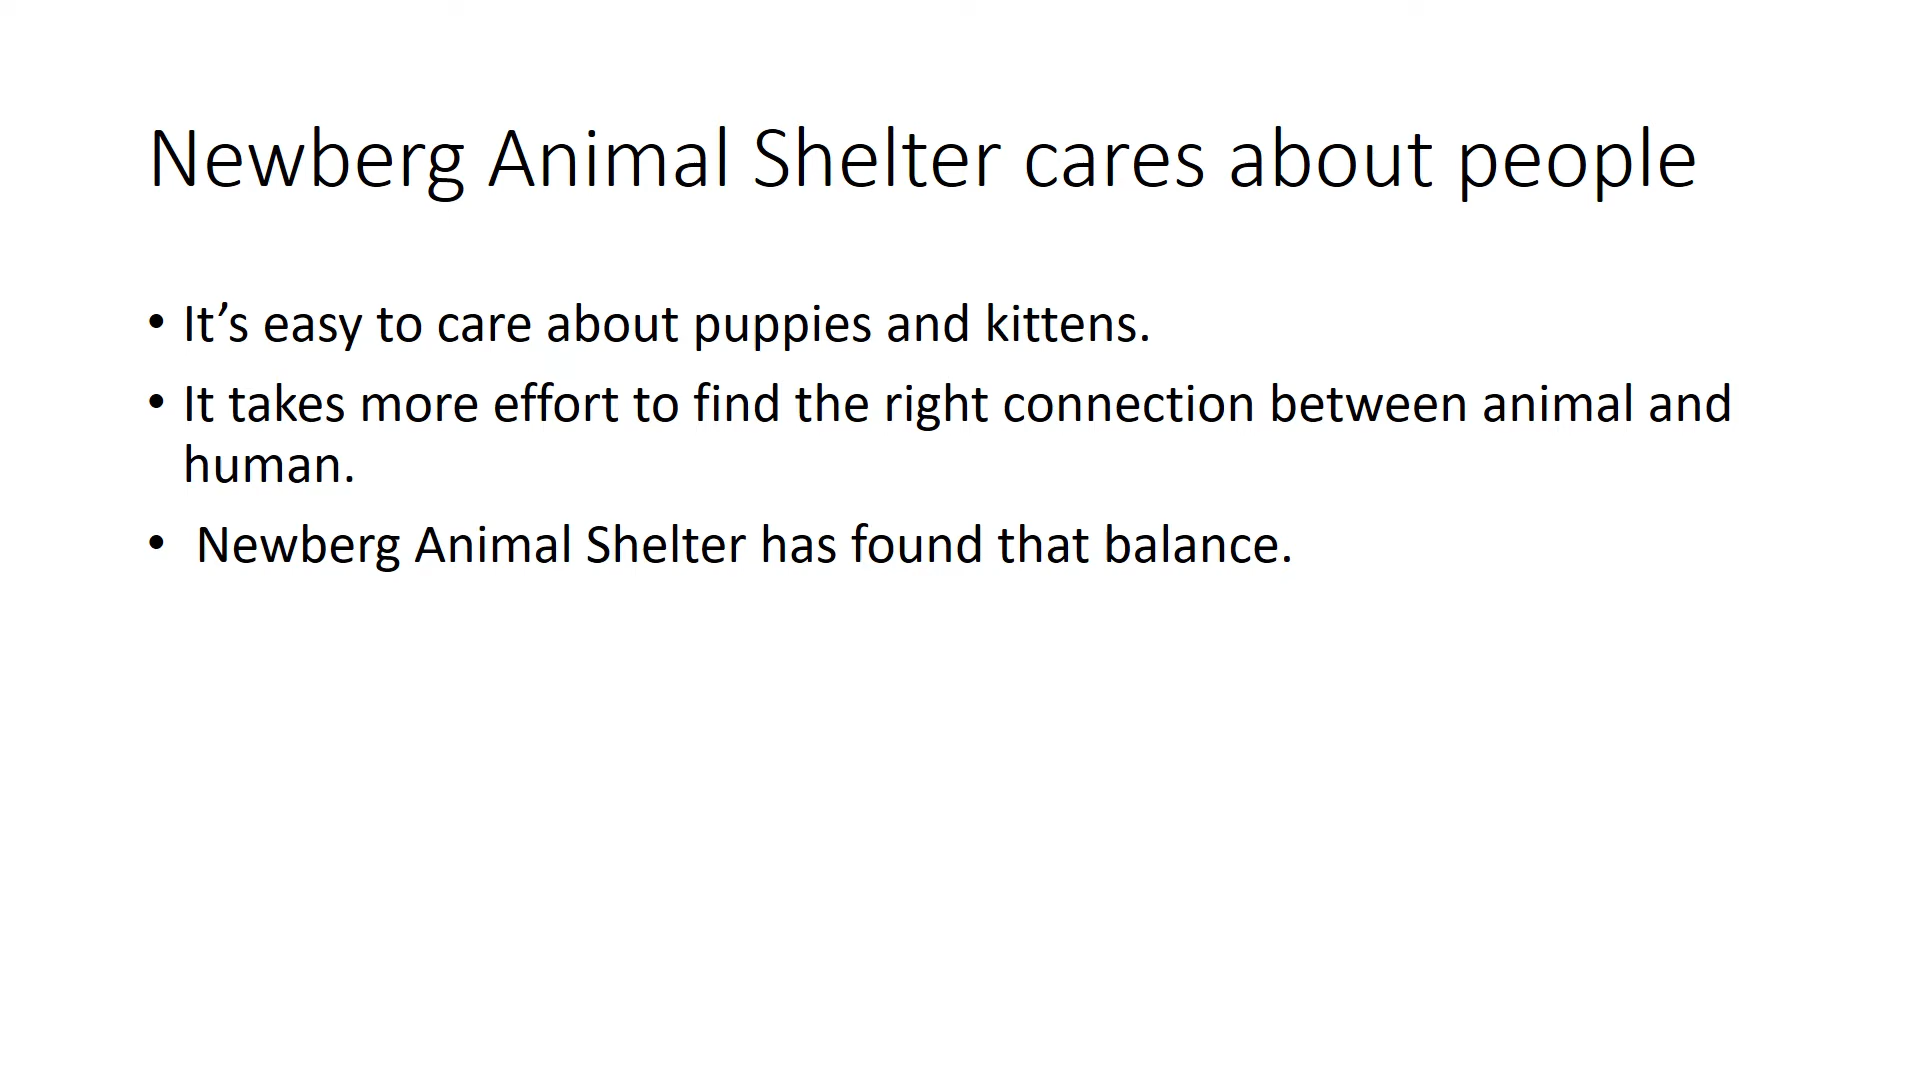 Newberg Animal Shelter cares about people
• It’s easy to care about puppies and kittens.
• It takes more effort to find the right connection between animal and
human.
• Newberg Animal Shelter has found that balance.